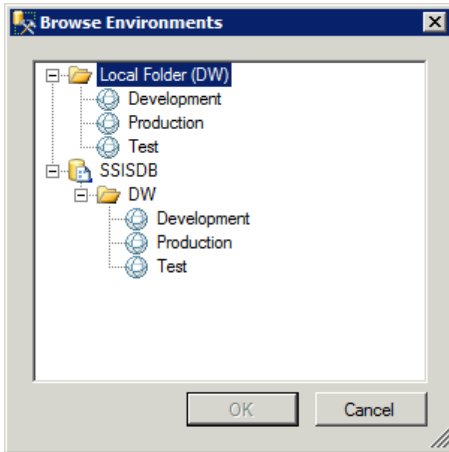 Browse Environments
Local Folder (DW)
Development
Production
Test
SSISDB
DW
Development
Production
Test
OK
Cancel